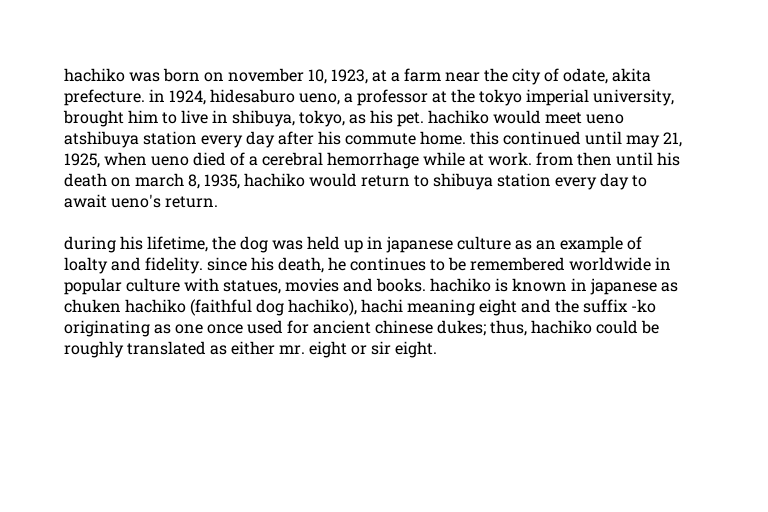 hachiko was born on november 10, 1923, at a farm near the city of odate, akita
prefecture. in 1924, hidesaburo ueno, a professor at the tokyo imperial university,
brought him to live in shibuya, tokyo, as his pet. hachiko would meet ueno
atshibuya station every day after his commute home. this continued until may 21,
1925, when ueno died of a cerebral hemorrhage while at work. from then until his
death on march 8, 1935, hachiko would return to shibuya station every day to
await ueno's return.

during his lifetime, the dog was held up in japanese culture as an example of
loalty and fidelity. since his death, he continues to be remembered worldwide in
popular culture with statues, movies and books. hachiko is known in japanese as
chuken hachiko (faithful dog hachiko), hachi meaning eight and the suffix -ko
originating as one once used for ancient chinese dukes; thus, hachiko could be
roughly translated as either mr. eight or sir eight.